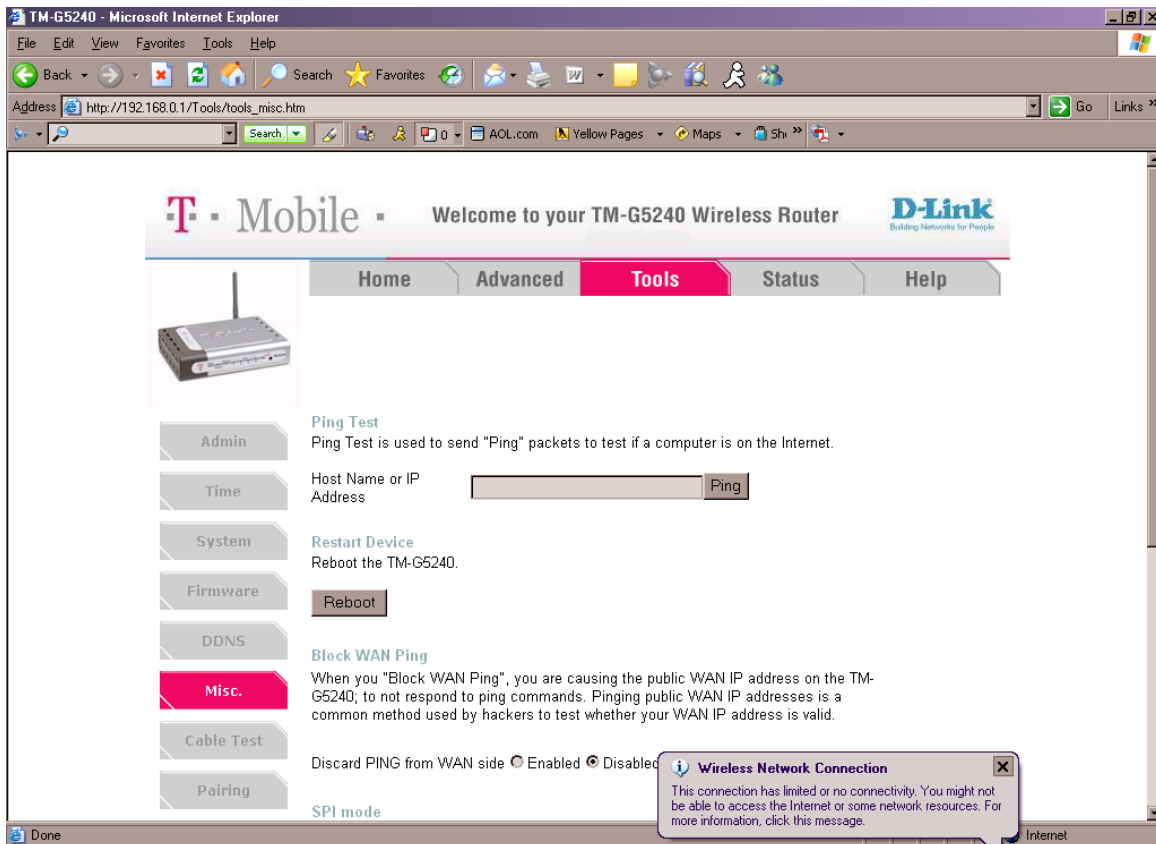 TM-G5240 - Microsoft Internet Explorer
File Edit View Favorites Tools Help
Back Search Favorites
Address http://192.168.0.1/Tools/tools_misc.htm Go Links »
Search 0 AOL.com Yellow Pages Maps Sh »
T · Mobile · Welcome to your TM-G5240 Wireless Router D-Link
Building Networks for People
Home Advanced Tools Status Help
Admin
Time
System
Firmware
DDNS
Misc.
Cable Test
Pairing
Ping Test
Ping Test is used to send "Ping" packets to test if a computer is on the Internet.
Host Name or IP
Address
Ping
Restart Device
Reboot the TM-G5240.
Reboot
Block WAN Ping
When you "Block WAN Ping", you are causing the public WAN IP address on the TM-
G5240; to not respond to ping commands. Pinging public WAN IP addresses is a
common method used by hackers to test whether your WAN IP address is valid.
Discard PING from WAN side Enabled Disabled
SPI mode
Wireless Network Connection
This connection has limited or no connectivity. You might not
be able to access the Internet or some network resources. For
more information, click this message.
Done Internet